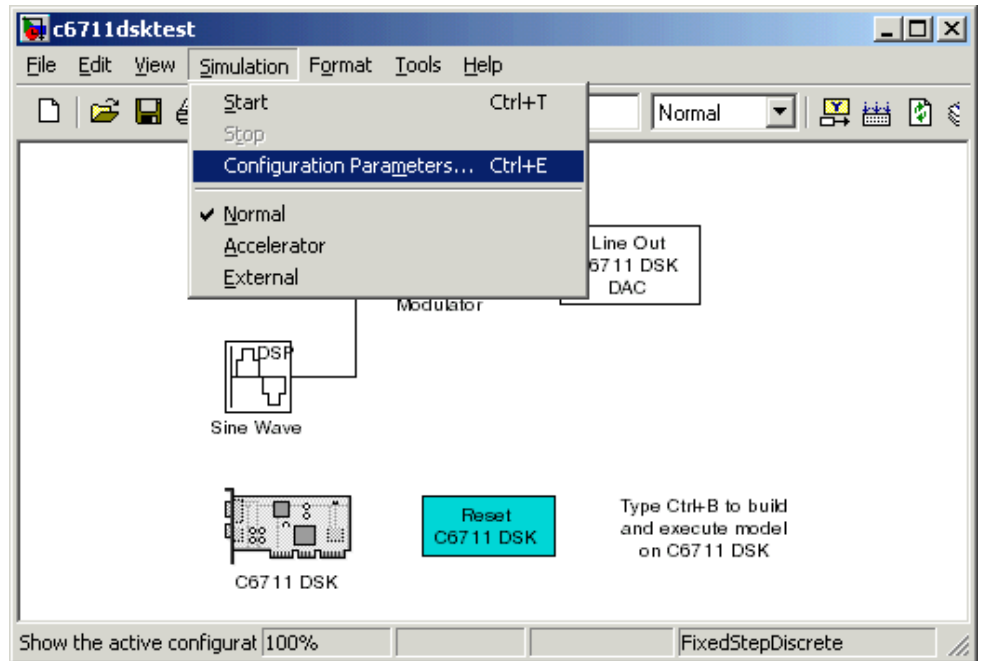 c6711dsktest
File Edit View Simulation Format Tools Help
Normal
Start Ctrl+T
Stop
Configuration Parameters... Ctrl+E
Normal
Accelerator
External
Line Out
6711 DSK
DAC
Modulator
DSP
Sine Wave
C6711 DSK
Reset
C6711 DSK
Type Ctrl+B to build
and execute model
on C6711 DSK
Show the active configurat 100% FixedStepDiscrete